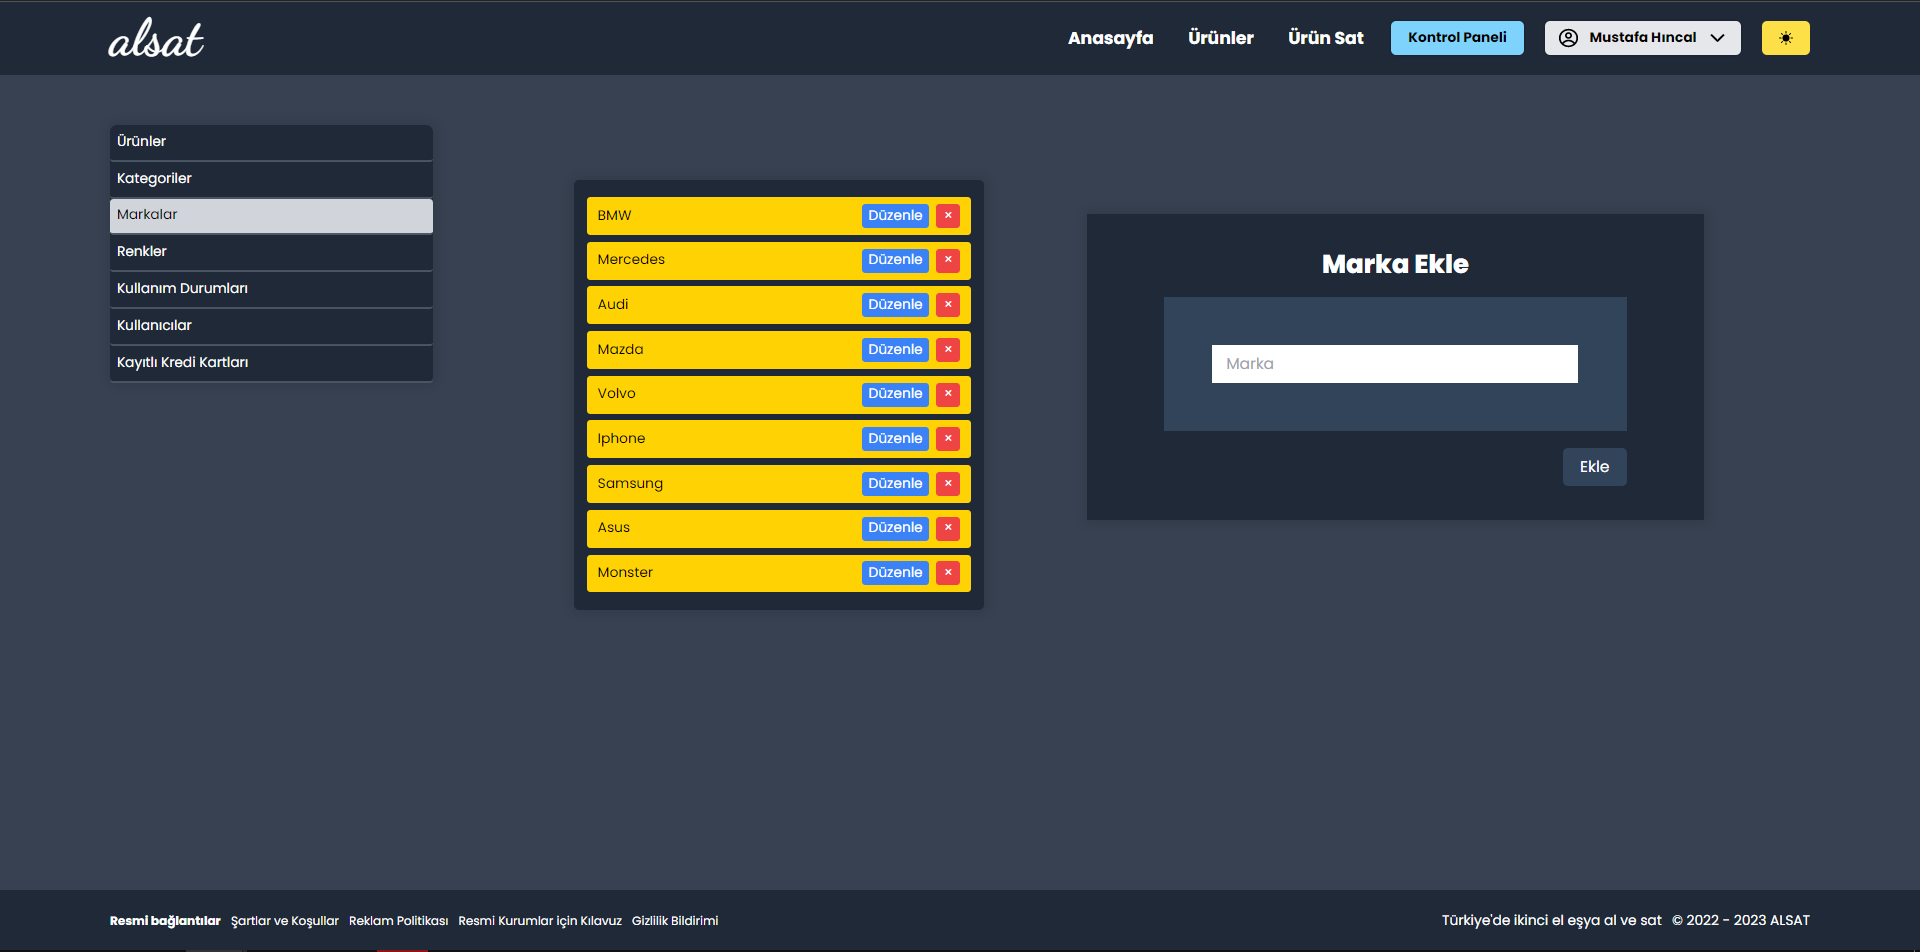 alsat
Anasayfa
Ürünler
Ürün Sat
Kontrol Paneli
Mustafa Hıncal
Ürünler
Kategoriler
Markalar
Renkler
Kullanım Durumları
Kullanıcılar
Kayıtlı Kredi Kartları
BMW Düzenle ×
Mercedes Düzenle ×
Audi Düzenle ×
Mazda Düzenle ×
Volvo Düzenle ×
Iphone Düzenle ×
Samsung Düzenle ×
Asus Düzenle ×
Monster Düzenle ×
Marka Ekle
Marka
Ekle
Resmi bağlantılar Şartlar ve Koşullar Reklam Politikası Resmi Kurumlar için Kılavuz Gizlilik Bildirimi
Türkiye'de ikinci el eşya al ve sat © 2022 - 2023 ALSAT